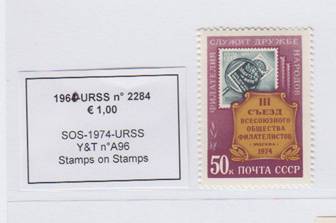 1964-URSS n° 2284
€ 1,00
SOS-1974-URSS
Y&T n°A96
Stamps on Stamps
ФИЛАТЕЛИЯ СЛУЖИТ ДРУЖБЕ НАРОДОВ
III
СЪЕЗД
ВСЕСОЮЗНОГО
ОБЩЕСТВА
ФИЛАТЕЛИСТОВ
МОСКВА
1974
50К ПОЧТА СССР